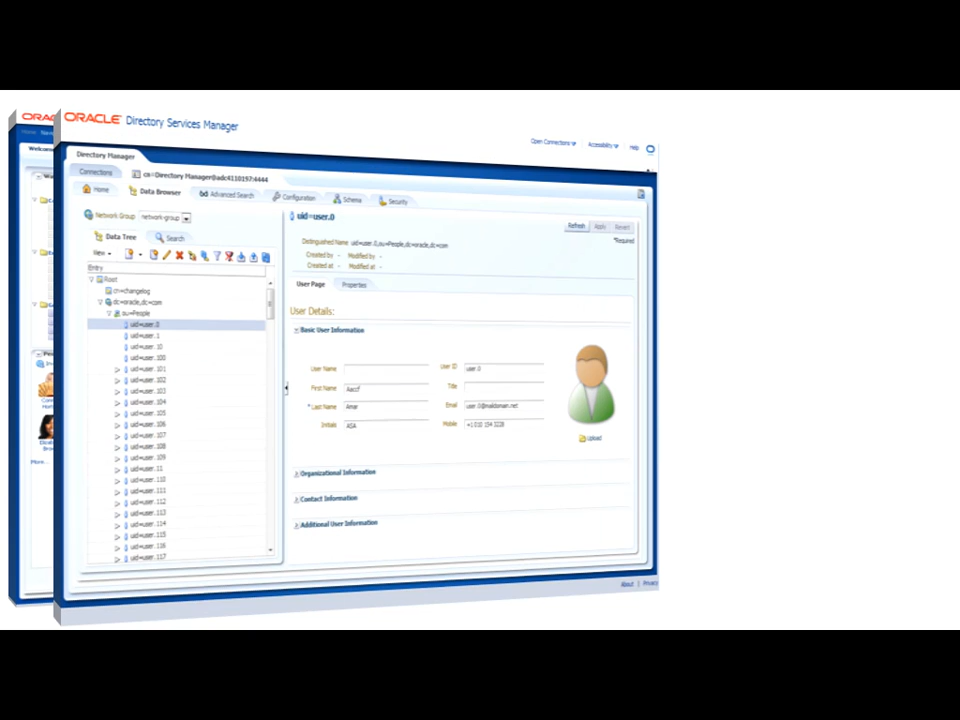 ORACLE Directory Services Manager
Open Connections Accessibility Help
Directory Manager
Connections cn=Directory Manager@adc4110197:4444
Home Data Browser Advanced Search Configuration Schema Security
Network Group network-group
Data Tree Search
View
Entry
Root
cn=changelog
dc=oracle,dc=com
ou=People
uid=user.0
uid=user.1
uid=user.10
uid=user.100
uid=user.101
uid=user.102
uid=user.103
uid=user.104
uid=user.105
uid=user.106
uid=user.107
uid=user.108
uid=user.109
uid=user.11
uid=user.110
uid=user.111
uid=user.112
uid=user.113
uid=user.114
uid=user.115
uid=user.116
uid=user.117
uid=user.0
Refresh Apply Revert
*Required
Distinguished Name uid=user.0,ou=People,dc=oracle,dc=com
Created by - Modified by -
Created at - Modified at -
User Page Properties
User Details:
Basic User Information
User Name User ID user.0
First Name Aaccf Title
* Last Name Amar Email user.0@maildomain.net
Initials ASA Mobile
Upload
Organizational Information
Contact Information
Additional User Information
About | Privacy
Home
Welcome
More...